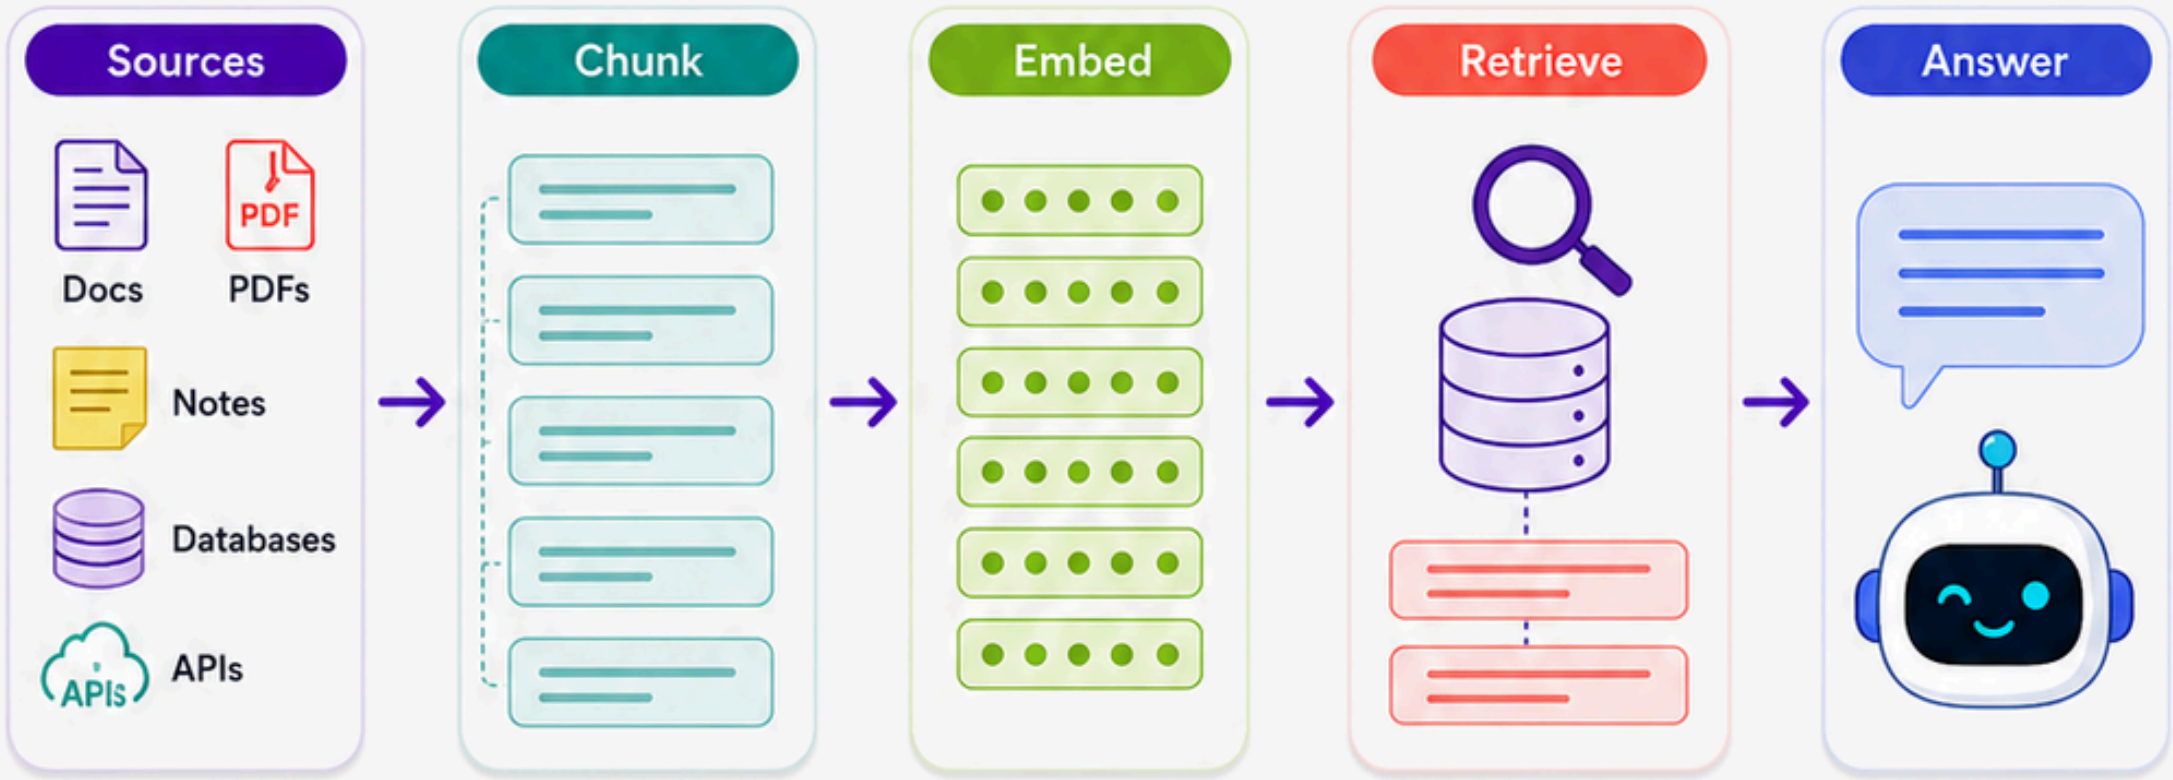 Sources
PDF
Docs
PDFs
Notes
Databases
APIs
APIs
Chunk
Embed
Retrieve
Answer